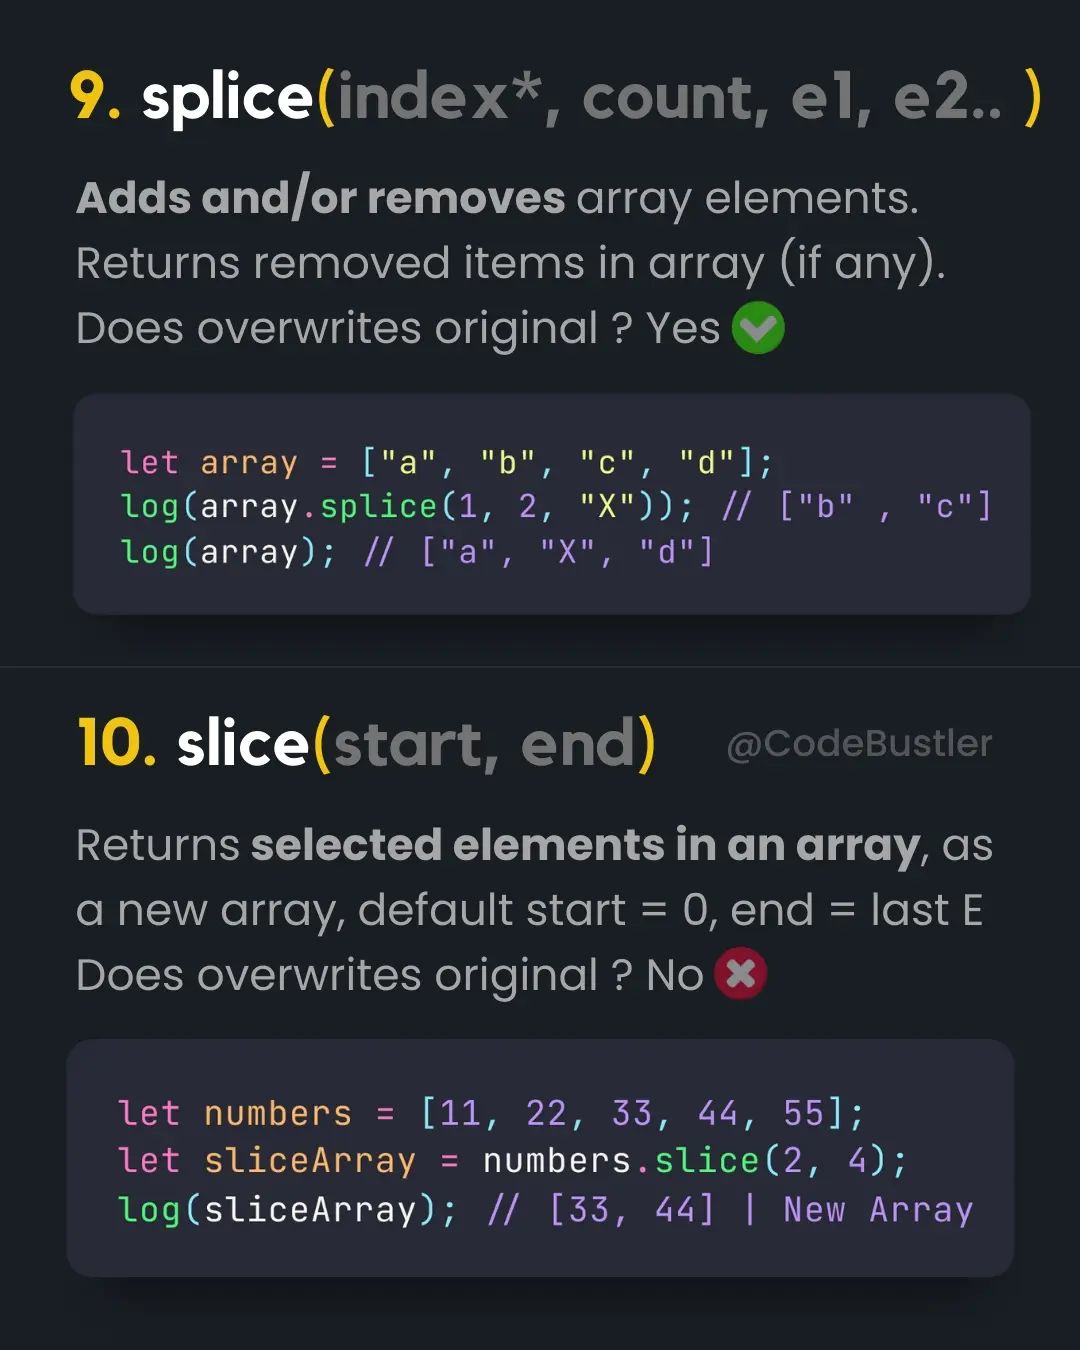 9. splice(index*, count, e1, e2.. )
Adds and/or removes array elements.
Returns removed items in array (if any).
Does overwrites original ? Yes
let array = ["a", "b", "c", "d"];
log(array.splice(1, 2, "X")); // ["b" , "c"]
log(array); // ["a", "X", "d"]
10. slice(start, end)
@CodeBustler
Returns selected elements in an array, as
a new array, default start = 0, end = last E
Does overwrites original ? No
let numbers = [11, 22, 33, 44, 55];
let sliceArray = numbers.slice(2, 4);
log(sliceArray); // [33, 44] | New Array